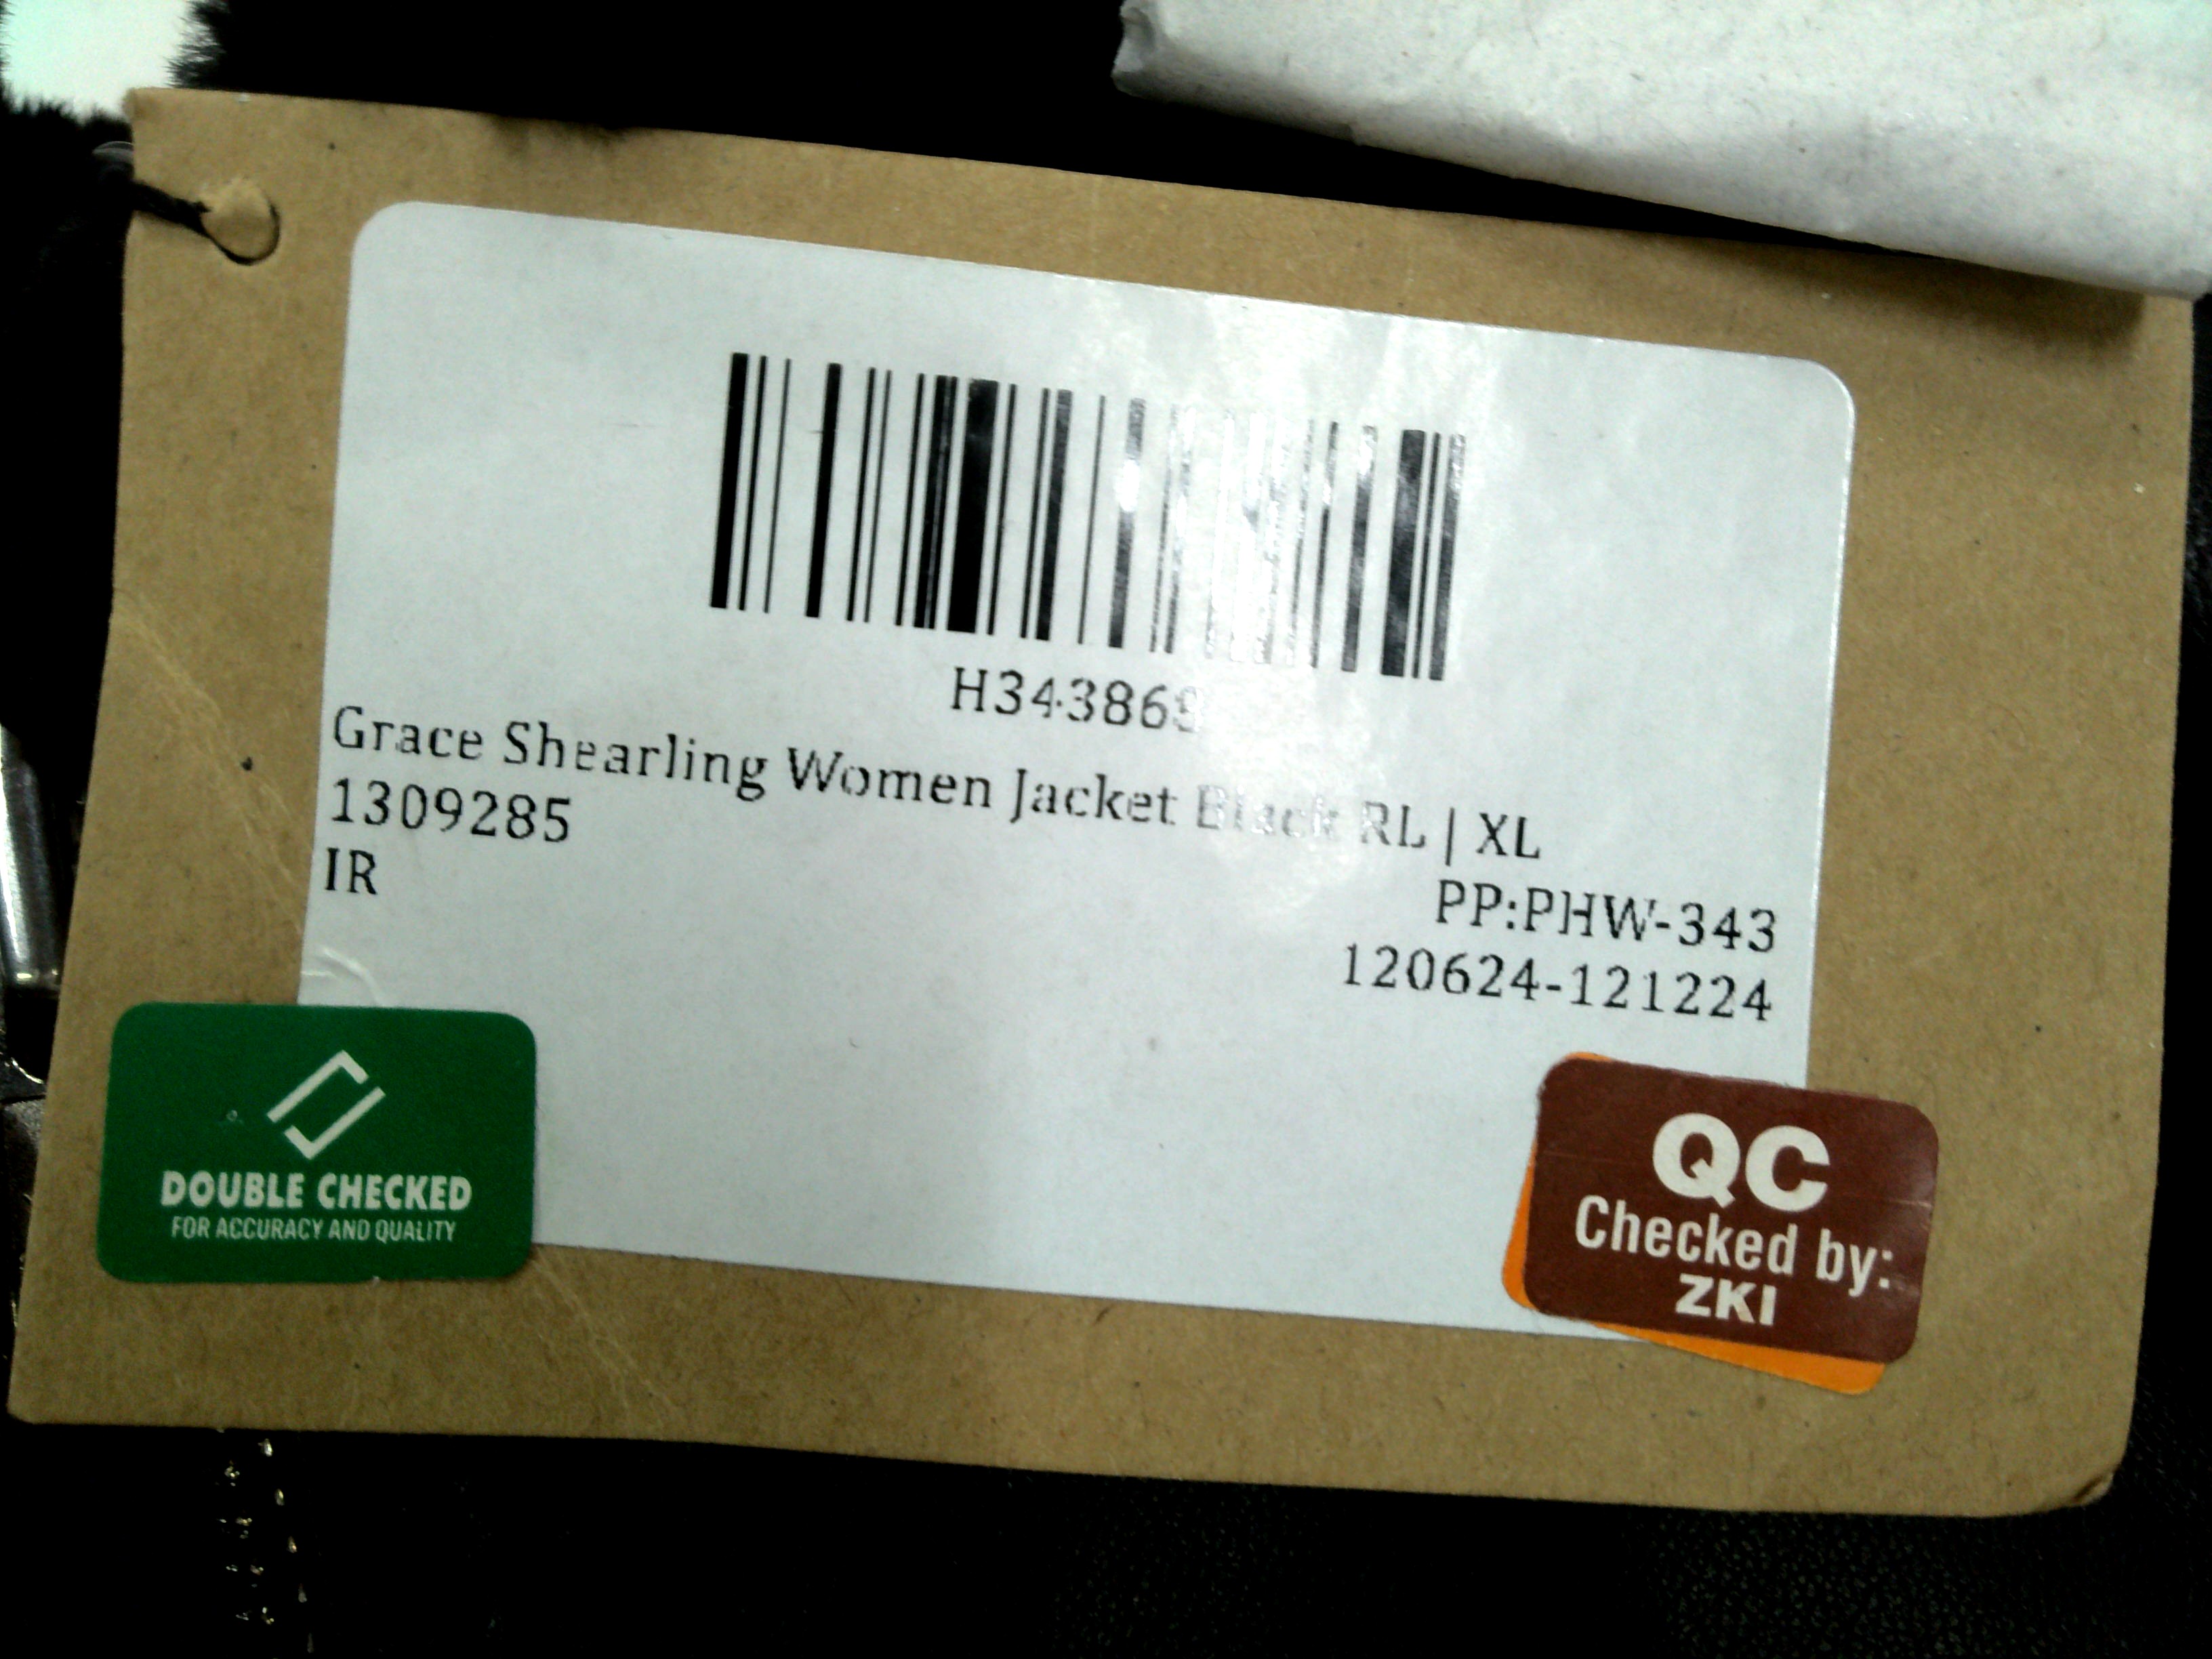 Grace Shearling Women Jacket Black RL | XL
1309285
IR
PP:PHW-343
120624-121224
DOUBLE CHECKED
FOR ACCURACY AND QUALITY
QC
Checked by:
ZKI